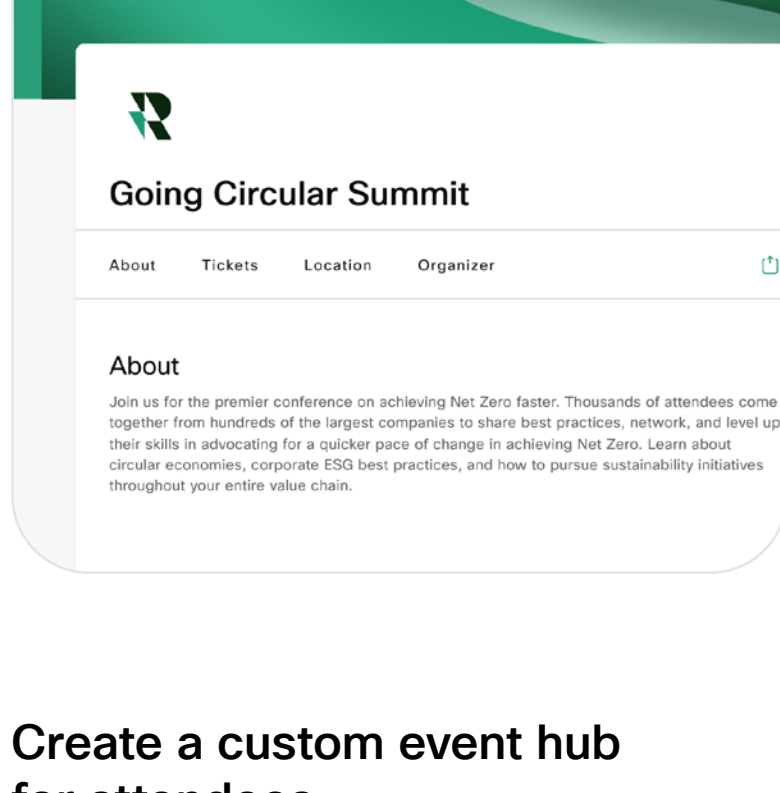 Going Circular Summit
About Tickets Location Organizer
About
Join us for the premier conference on achieving Net Zero faster. Thousands of attendees come
together from hundreds of the largest companies to share best practices, network, and level up
their skills in advocating for a quicker pace of change in achieving Net Zero. Learn about
circular economies, corporate ESG best practices, and how to pursue sustainability initiatives
throughout your entire value chain.
Create a custom event hub
for attendees